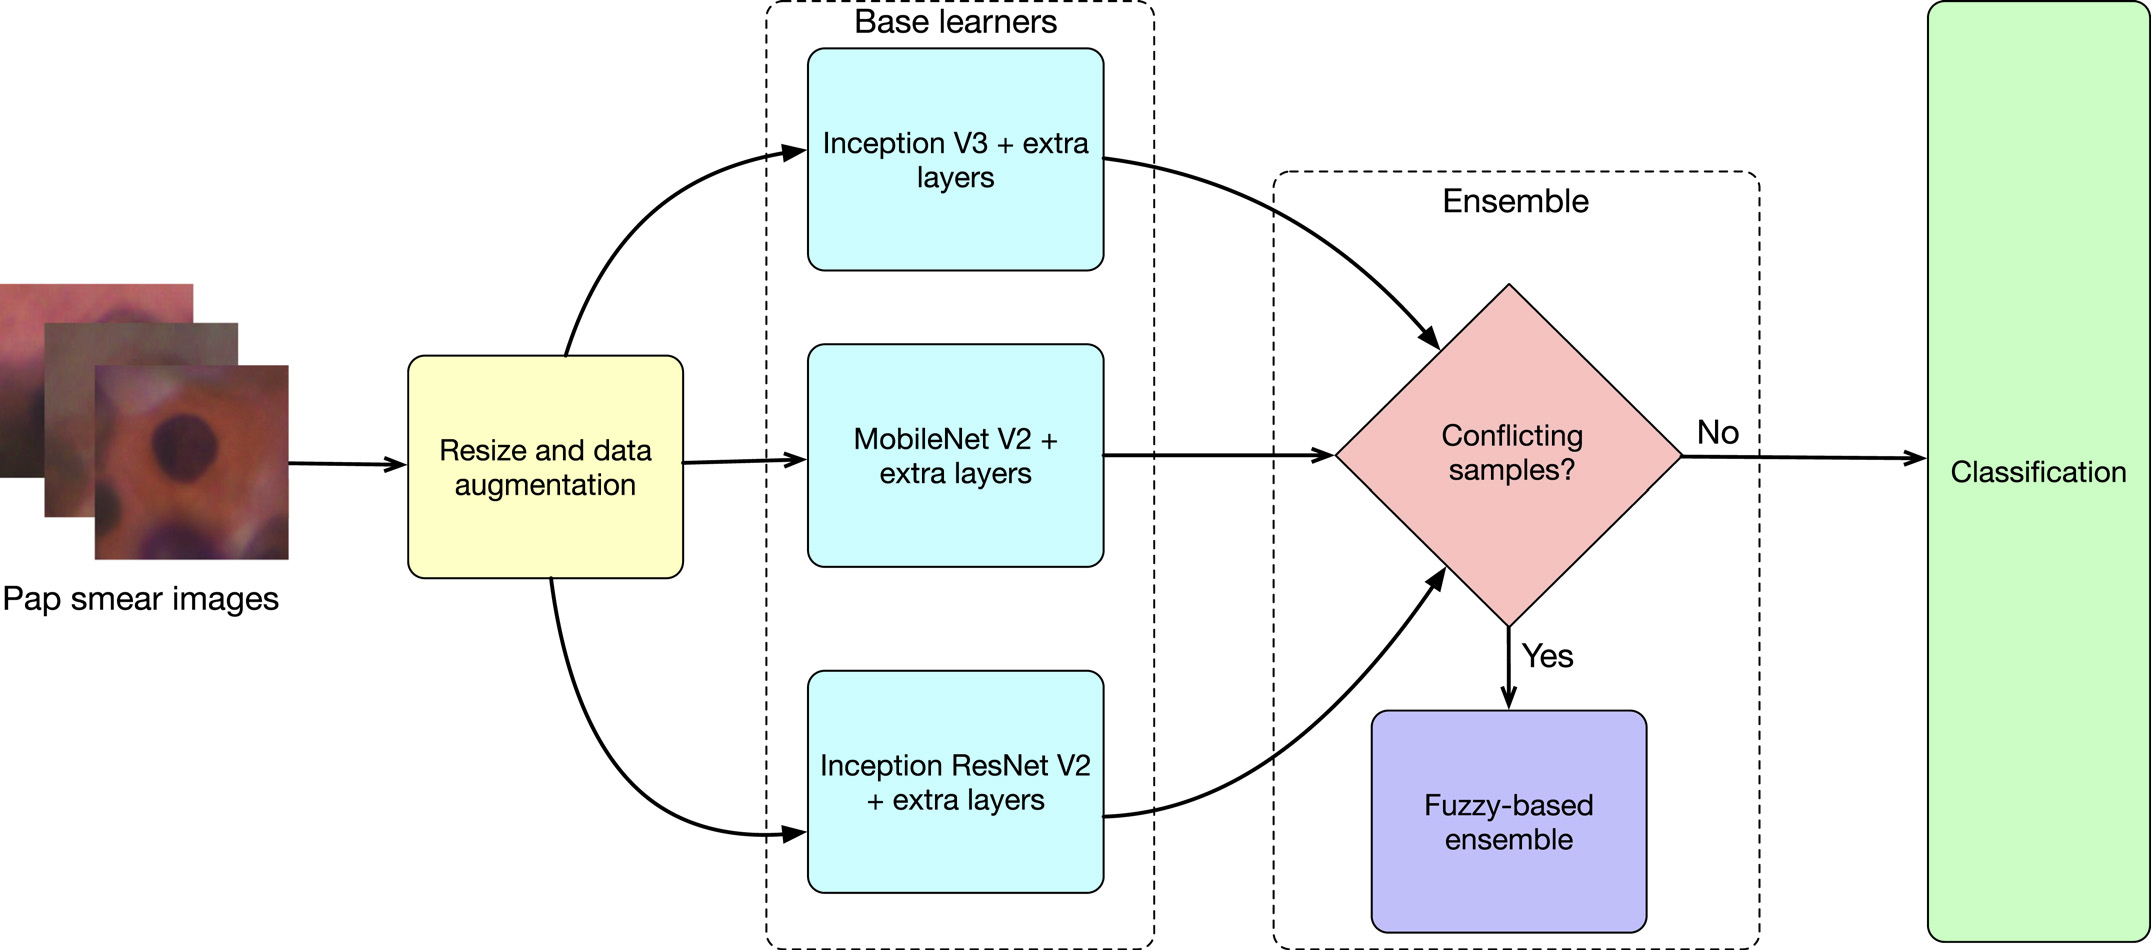 Pap smear images
Resize and data
augmentation
Base learners
Inception V3 + extra
layers
MobileNet V2 +
extra layers
Inception ResNet V2
+ extra layers
Ensemble
Conflicting
samples?
No
Yes
Fuzzy-based
ensemble
Classification